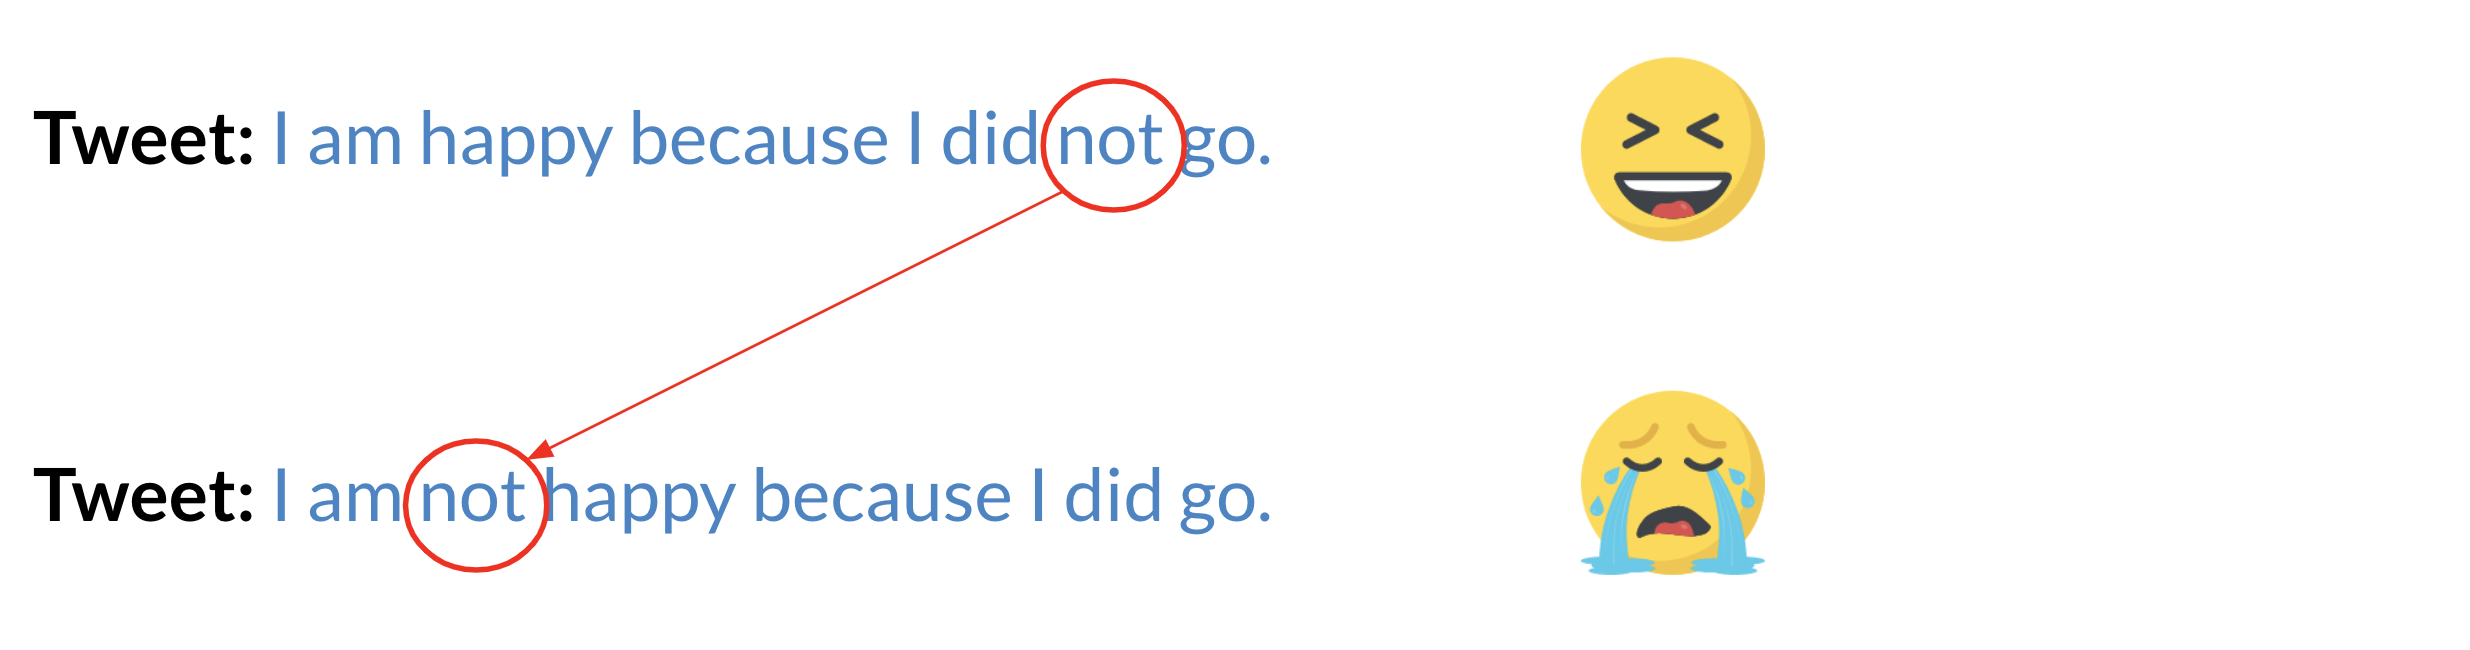 Tweet: I am happy because I did not go.
Tweet: I am not happy because I did go.